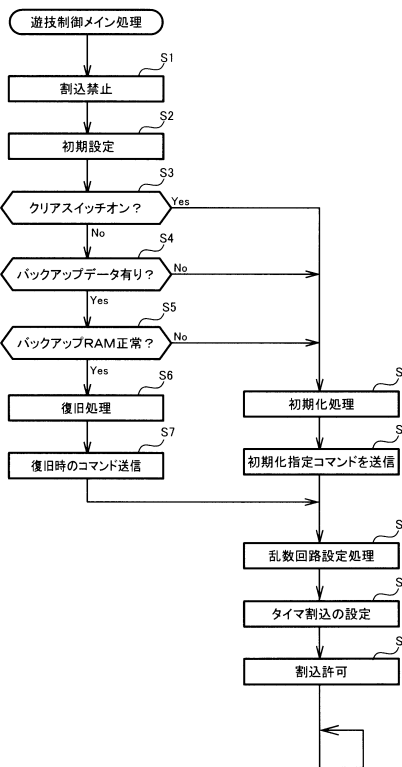 遊技制御メイン処理
S1
割込禁止
S2
初期設定
S3
クリアスイッチオン？
Yes
No
S4
バックアップデータ有り？
No
Yes
S5
バックアップRAM正常？
No
Yes
S6
復旧処理
S7
復旧時のコマンド送信
S
初期化処理
S
初期化指定コマンドを送信
S
乱数回路設定処理
S
タイマ割込の設定
S
割込許可